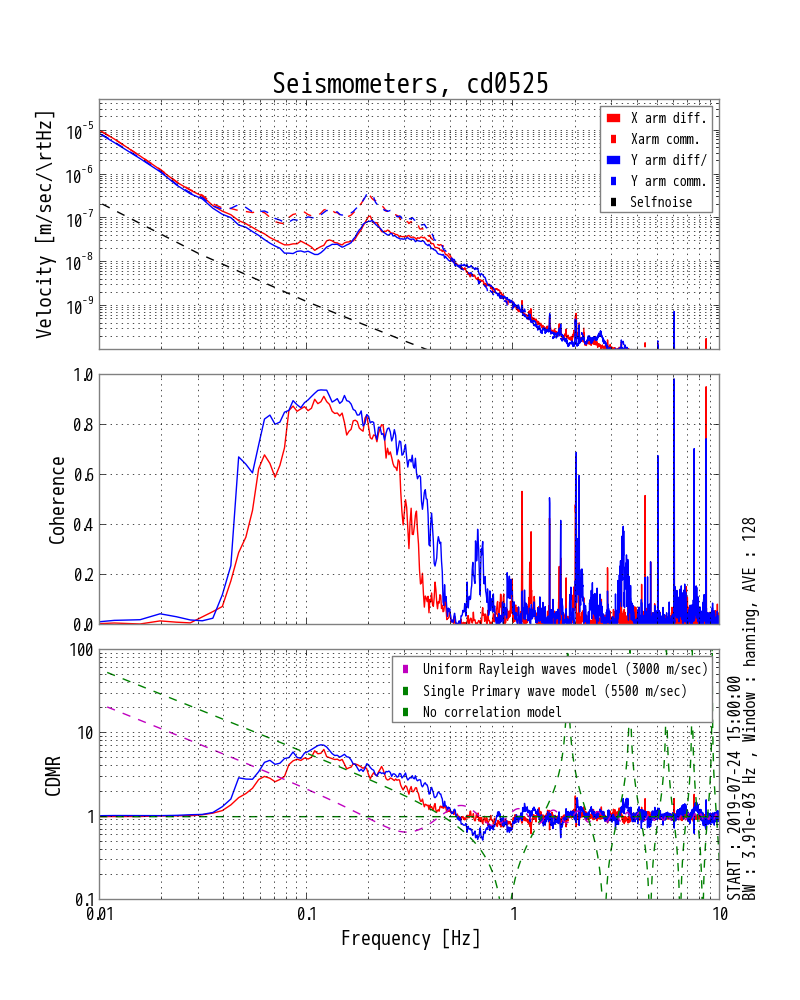 Seismometers, cd0525
Velocity [m/sec/\rtHz]
10^-5
10^-6
10^-7
10^-8
10^-9
X arm diff.
Xarm comm.
Y arm diff/
Y arm comm.
Selfnoise
Coherence
1.0
0.8
0.6
0.4
0.2
0.0
CDMR
100
10
1
0.1
Uniform Rayleigh waves model (3000 m/sec)
Single Primary wave model (5500 m/sec)
No correlation model
0.01
0.1
1
10
Frequency [Hz]
START : 2019-07-24 15:00:00
BW : 3.91e-03 Hz , Window : hanning, AVE : 128